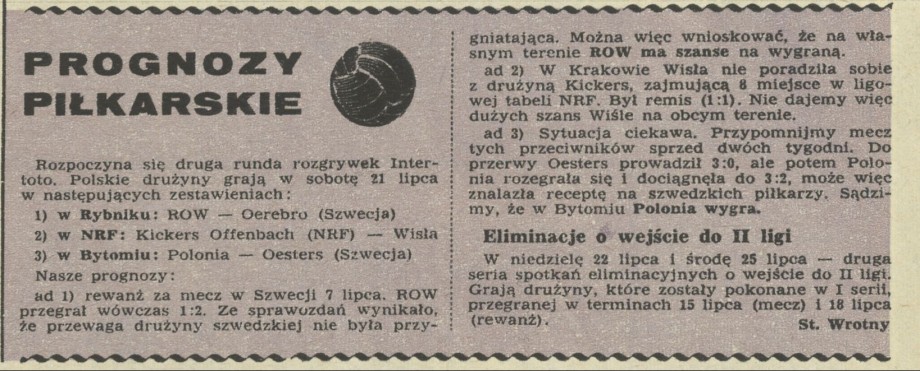 PROGNOZY
PIŁKARSKIE
Rozpoczyna się druga runda rozgrywek Inter-
toto. Polskie drużyny grają w sobotę 21 lipca
w następujących zestawieniach:
1) w Rybniku: ROW — Oerebro (Szwecja)
2) w NRF: Kickers Offenbach (NRF) — Wisła
3) w Bytomiu: Polonia — Oesters (Szwecja)
Nasze prognozy:
ad 1) rewanż za mecz w Szwecji 7 lipca. ROW
przegrał wówczas 1:2. Ze sprawozdań wynikało,
że przewaga drużyny szwedzkiej nie była przy-
gniatająca. Można więc wnioskować, że na wła-
snym terenie ROW ma szanse na wygraną.
ad 2) W Krakowie Wisła nie poradziła sobie
z drużyną Kickers, zajmującą 8 miejsce w ligo-
wej tabeli NRF. Był remis (1:1). Nie dajemy więc
dużych szans Wiśle na obcym terenie.
ad 3) Sytuacja ciekawa. Przypomnijmy mecz
tych przeciwników sprzed dwóch tygodni. Do
przerwy Oesters prowadził 3:0, ale potem Polo-
nia rozegrała się i dociągnęła do 3:2, może więc
znalazła receptę na szwedzkich piłkarzy. Sądzi-
my, że w Bytomiu Polonia wygra.
Eliminacje o wejście do II ligi
W niedzielę 22 lipca i środę 25 lipca — druga
seria spotkań eliminacyjnych o wejście do II ligi.
Grają drużyny, które zostały pokonane w I serii,
przegranej w terminach 15 lipca (mecz) i 18 lipca
(rewanż).
St. Wrotny